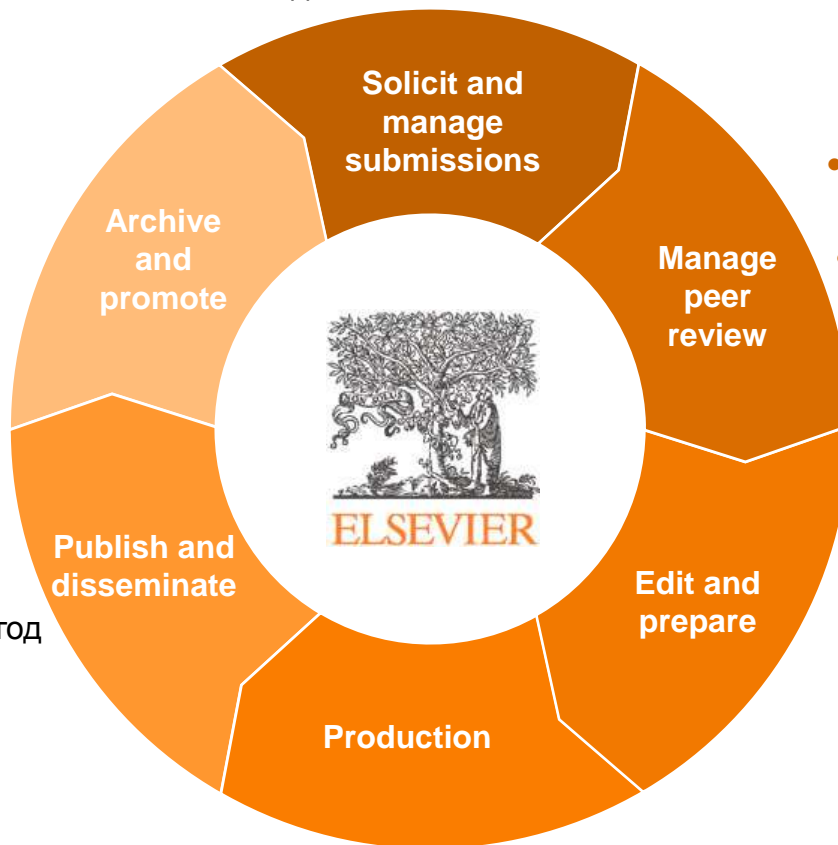 Solicit and
manage
submissions
Manage
peer
review
Edit and
prepare
Production
Publish and
disseminate
Archive
and
promote
ELSEVIER
год